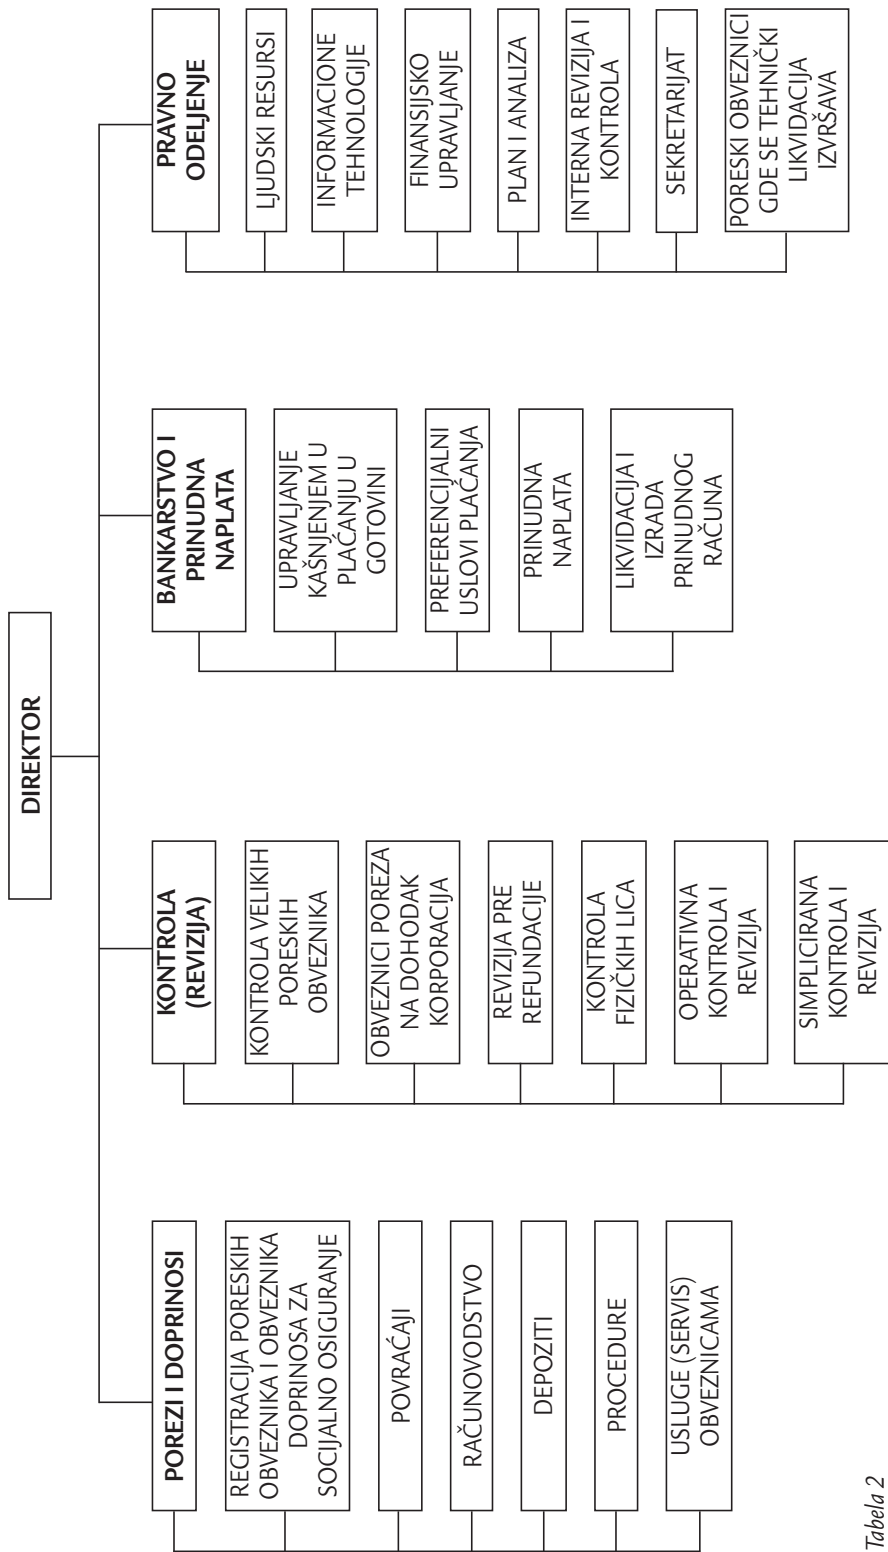 DIREKTOR
POREZI I DOPRINOSI
REGISTRACIJA PORESKIH
OBVEZNIKA I OBVEZNIKA
DOPRINOSA ZA
SOCIJALNO OSIGURANJE
POVRAĆAJI
RAČUNOVODSTVO
DEPOZITI
PROCEDURE
USLUGE (SERVIS)
OBVEZNICAMA
KONTROLA
(REVIZIJA)
KONTROLA VELIKIH
PORESKIH
OBVEZNIKA
OBVEZNICI POREZA
NA DOHODAK
KORPORACIJA
REVIZIJA PRE
REFUNDACIJE
KONTROLA
FIZIČKIH LICA
OPERATIVNA
KONTROLA I
REVIZIJA
SIMPLICIRANA
KONTROLA I
REVIZIJA
BANKARSTVO I
PRINUDNA
NAPLATA
UPRAVLJANJE
KAŠNJENJEM U
PLAĆANJU U
GOTOVINI
PREFERENCIJALNI
USLOVI PLAĆANJA
PRINUDNA
NAPLATA
LIKVIDACIJA I
IZRADA
PRINUDNOG
RAČUNA
PRAVNO
ODELJENJE
LJUDSKI RESURSI
INFORMACIONE
TEHNOLOGIJE
FINANSIJSKO
UPRAVLJANJE
PLAN I ANALIZA
INTERNA REVIZIJA I
KONTROLA
SEKRETARIJAT
PORESKI OBVEZNICI
GDE SE TEHNIČKI
LIKVIDACIJA
IZVRŠAVA
Tabela 2